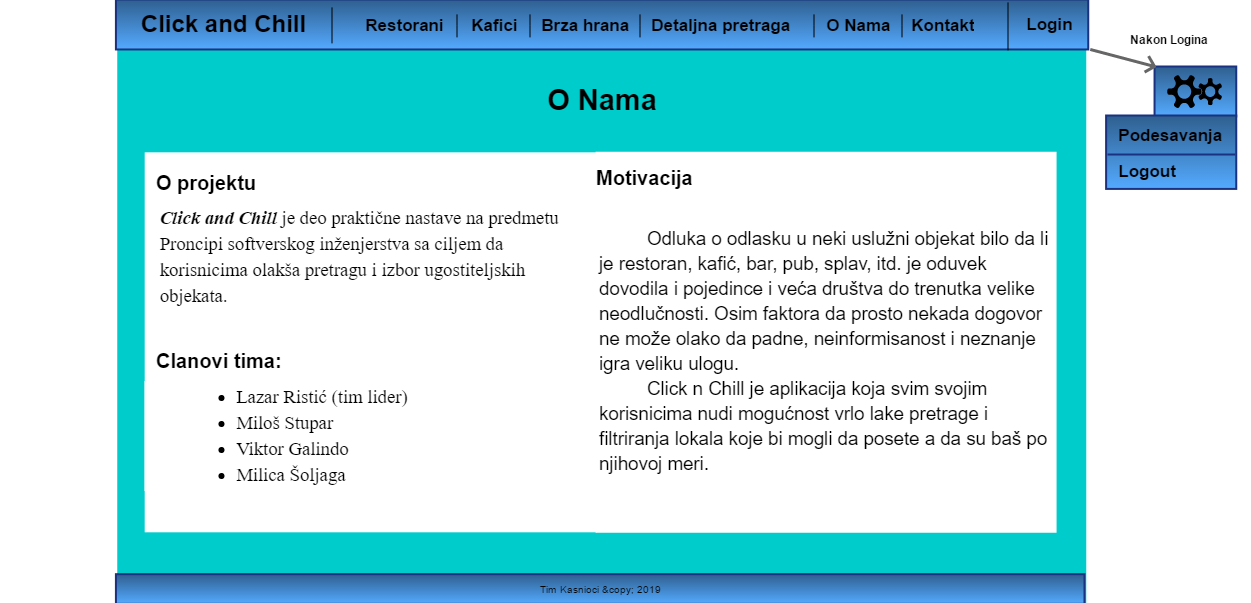 Click and Chill Restorani Kafici Brza hrana Detaljna pretraga O Nama Kontakt Login
Nakon Logina
Podesavanja
Logout
O Nama
O projektu
Click and Chill je deo praktične nastave na predmetu
Proncipi softverskog inženjerstva sa ciljem da
korisnicima olakša pretragu i izbor ugostiteljskih
objekata.
Clanovi tima:
• Lazar Ristić (tim lider)
• Miloš Stupar
• Viktor Galindo
• Milica Šoljaga
Motivacija
Odluka o odlasku u neki uslužni objekat bilo da li
je restoran, kafić, bar, pub, splav, itd. je oduvek
dovodila i pojedince i veća društva do trenutka velike
neodlučnosti. Osim faktora da prosto nekada dogovor
ne može olako da padne, neinformisanost i neznanje
igra veliku ulogu.
Click n Chill je aplikacija koja svim svojim
korisnicima nudi mogućnost vrlo lake pretrage i
filtriranja lokala koje bi mogli da posete a da su baš po
njihovoj meri.
Tim Kasnioci &copy; 2019